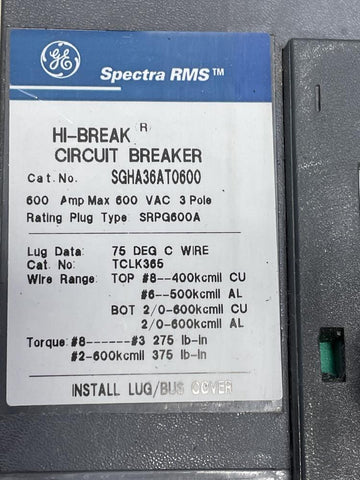 GE Spectra RMS™
HI-BREAK R
CIRCUIT BREAKER
Cat. No. SGHA36AT0600
600 Amp Max 600 VAC 3 Pole
Rating Plug Type SRPG600A
Lug Data: 75 DEG C WIRE
Cat. No: TCLK365
Wire Range: TOP #8--400kcmil CU
#6--500kcmil AL
BOT 2/0-600kcmil CU
2/0-600kcmil AL
Torque:#8------#3 275 lb-in
#2-600kcmil 375 lb-in
INSTALL LUG/BUS COVER